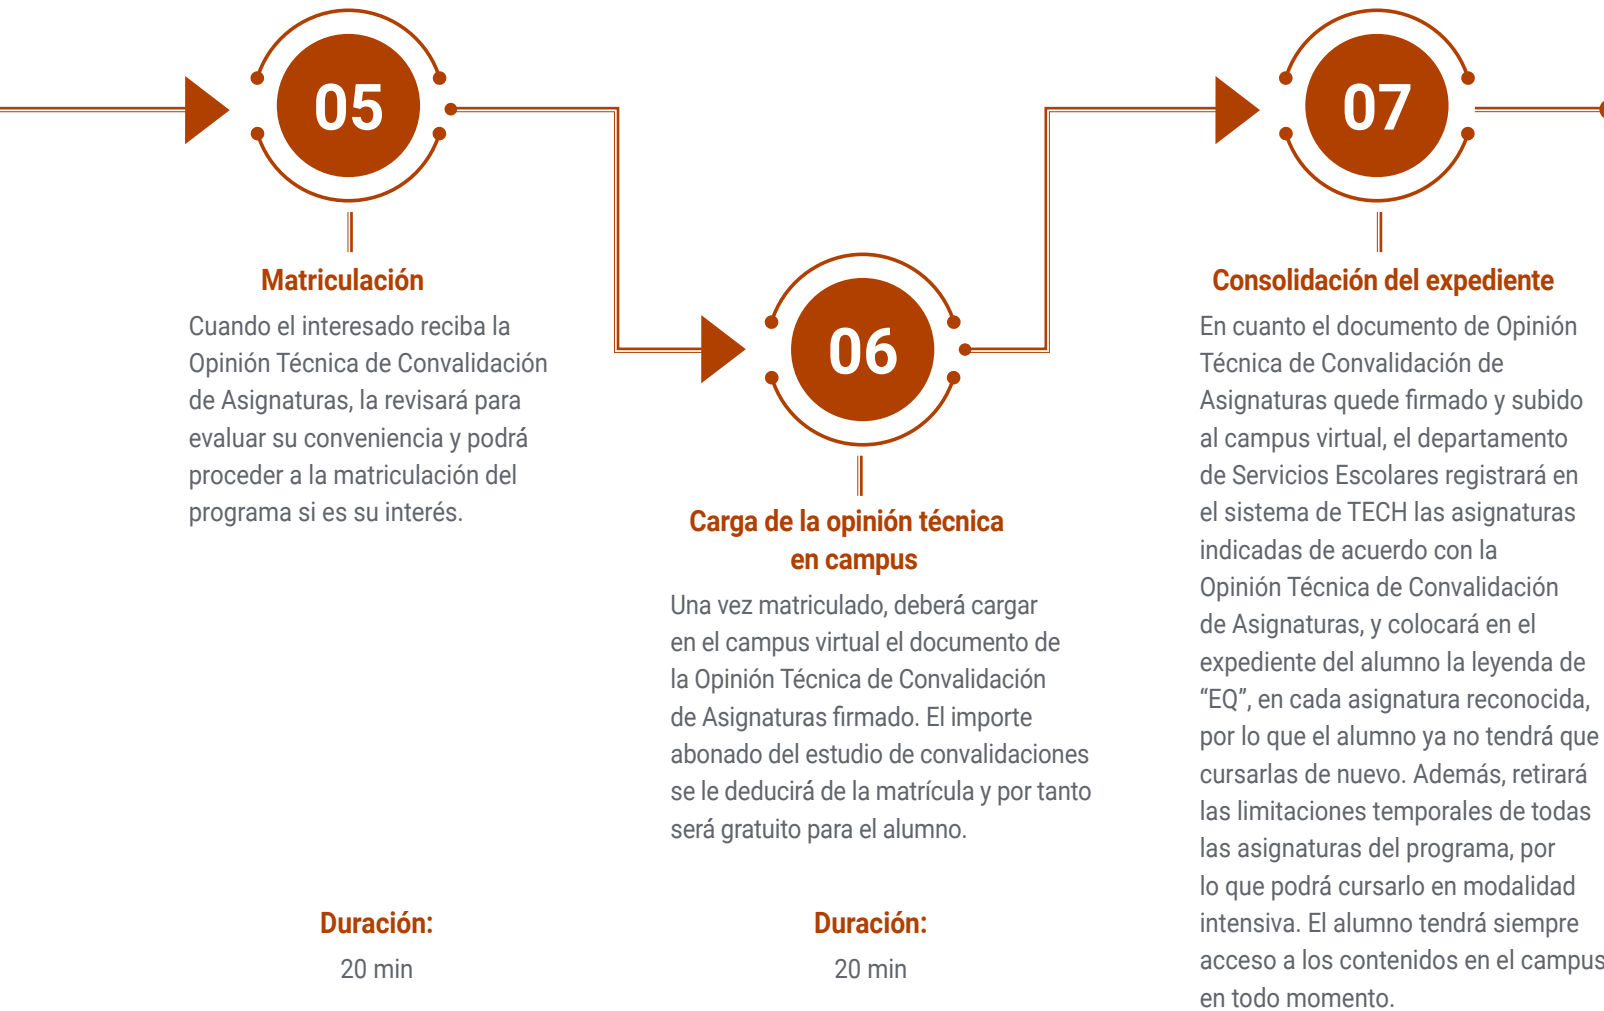 05
Matriculación
Cuando el interesado reciba la
Opinión Técnica de Convalidación
de Asignaturas, la revisará para
evaluar su conveniencia y podrá
proceder a la matriculación del
programa si es su interés.
Duración:
20 min
06
Carga de la opinión técnica
en campus
Una vez matriculado, deberá cargar
en el campus virtual el documento de
la Opinión Técnica de Convalidación
de Asignaturas firmado. El importe
abonado del estudio de convalidaciones
se le deducirá de la matrícula y por tanto
será gratuito para el alumno.
Duración:
20 min
07
Consolidación del expediente
En cuanto el documento de Opinión
Técnica de Convalidación de
Asignaturas quede firmado y subido
al campus virtual, el departamento
de Servicios Escolares registrará en
el sistema de TECH las asignaturas
indicadas de acuerdo con la
Opinión Técnica de Convalidación
de Asignaturas, y colocará en el
expediente del alumno la leyenda de
“EQ”, en cada asignatura reconocida,
por lo que el alumno ya no tendrá que
cursarlas de nuevo. Además, retirará
las limitaciones temporales de todas
las asignaturas del programa, por
lo que podrá cursarlo en modalidad
intensiva. El alumno tendrá siempre
acceso a los contenidos en el campus
en todo momento.